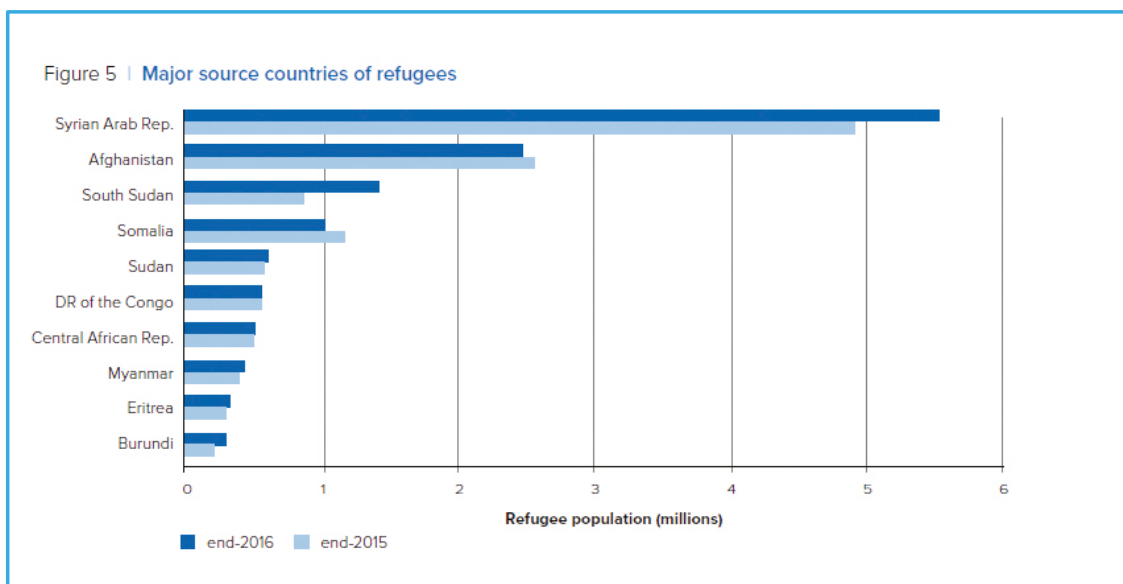 Figure 5 | Major source countries of refugees
Syrian Arab Rep.
Afghanistan
South Sudan
Somalia
Sudan
DR of the Congo
Central African Rep.
Myanmar
Eritrea
Burundi
0 1 2 3 4 5 6
Refugee population (millions)
end-2016 end-2015